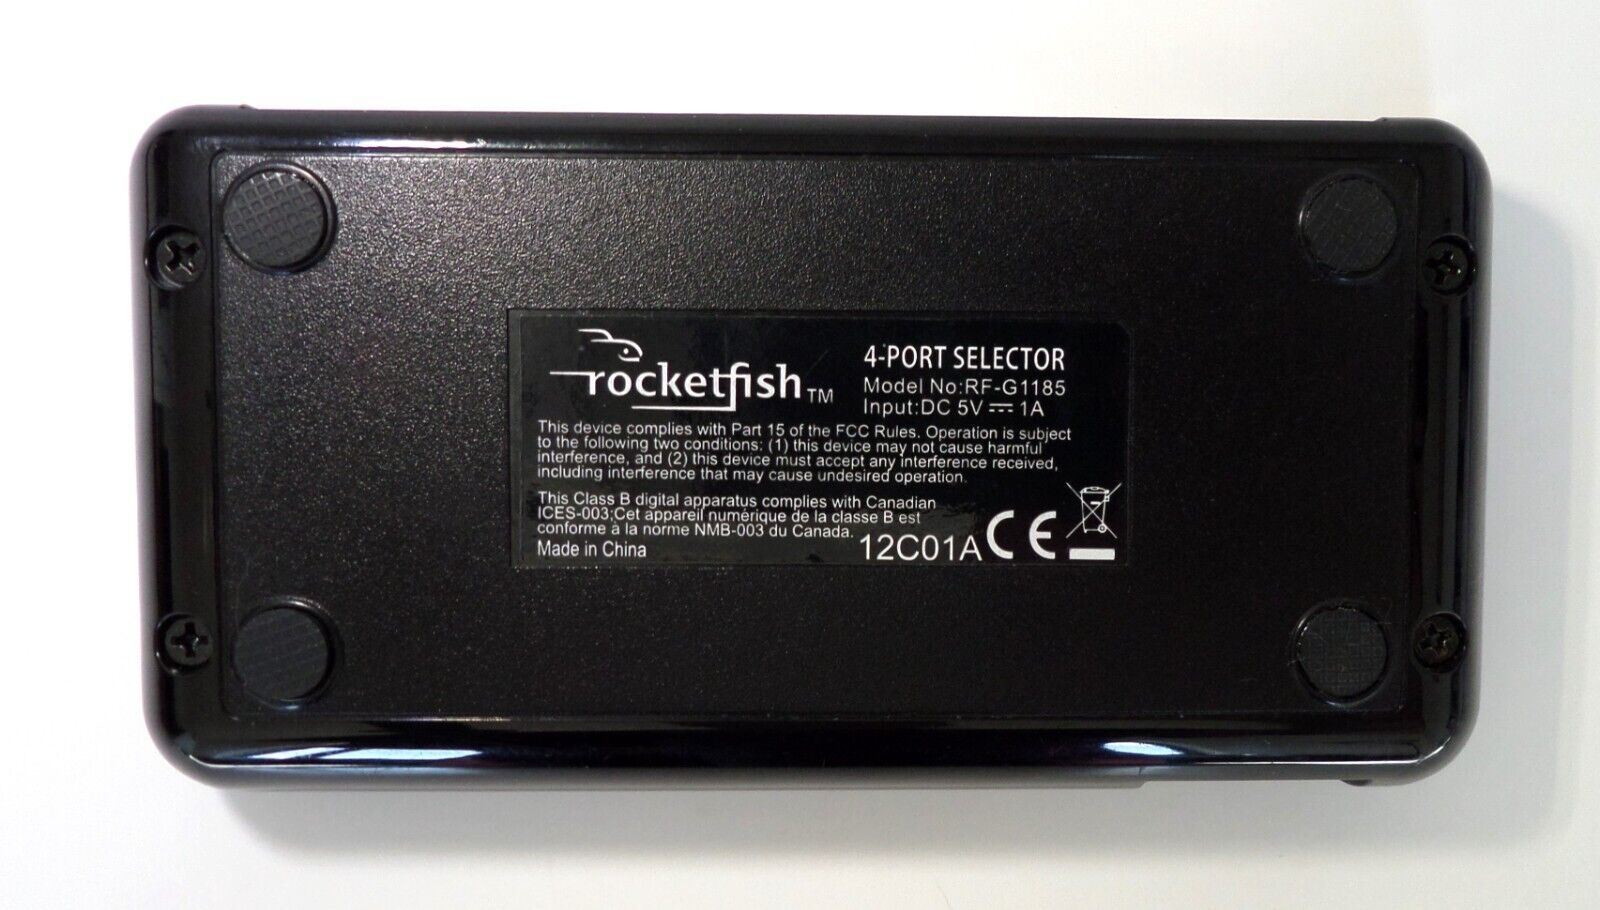 rocketfish TM
4-PORT SELECTOR
Model No:RF-G1185
Input:DC 5V ⎓ 1A
This device complies with Part 15 of the FCC Rules. Operation is subject
to the following two conditions: (1) this device may not cause harmful
interference, and (2) this device must accept any interference received,
including interference that may cause undesired operation.
This Class B digital apparatus complies with Canadian
ICES-003;Cet appareil numérique de la classe B est
conforme à la norme NMB-003 du Canada.
Made in China
12C01A CE